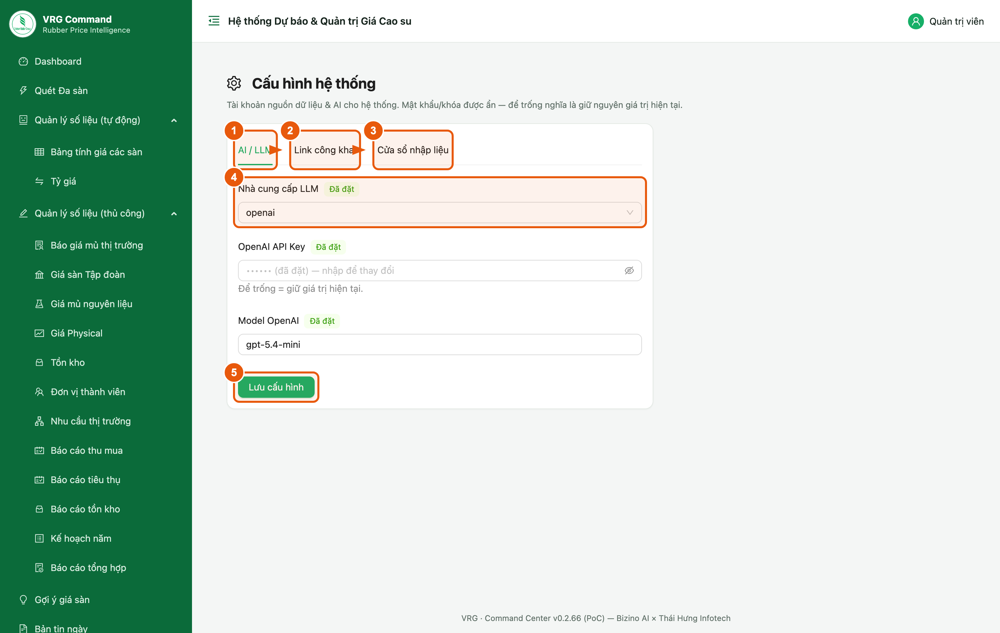 VRG Command
Rubber Price Intelligence
Dashboard
Quét Đa sàn
Quản lý số liệu (tự động)
Bảng tính giá các sàn
Tỷ giá
Quản lý số liệu (thủ công)
Báo giá mủ thị trường
Giá sàn Tập đoàn
Giá mủ nguyên liệu
Giá Physical
Tồn kho
Đơn vị thành viên
Nhu cầu thị trường
Báo cáo thu mua
Báo cáo tiêu thụ
Báo cáo tồn kho
Kế hoạch năm
Báo cáo tổng hợp
Gợi ý giá sàn
Bản tin ngày
Hệ thống Dự báo & Quản trị Giá Cao su
Quản trị viên
Cấu hình hệ thống
Tài khoản nguồn dữ liệu & AI cho hệ thống. Mật khẩu/khóa được ẩn — để trống nghĩa là giữ nguyên giá trị hiện tại.
1 2 3
AI / LLM Link công kha Cửa sổ nhập liệu
4
Nhà cung cấp LLM Đã đặt
openai
OpenAI API Key Đã đặt
•••••• (đã đặt) — nhập để thay đổi
Để trống = giữ giá trị hiện tại.
Model OpenAI Đã đặt
gpt-5.4-mini
5
Lưu cấu hình
VRG · Command Center v0.2.66 (PoC) — Bizino AI × Thái Hưng Infotech